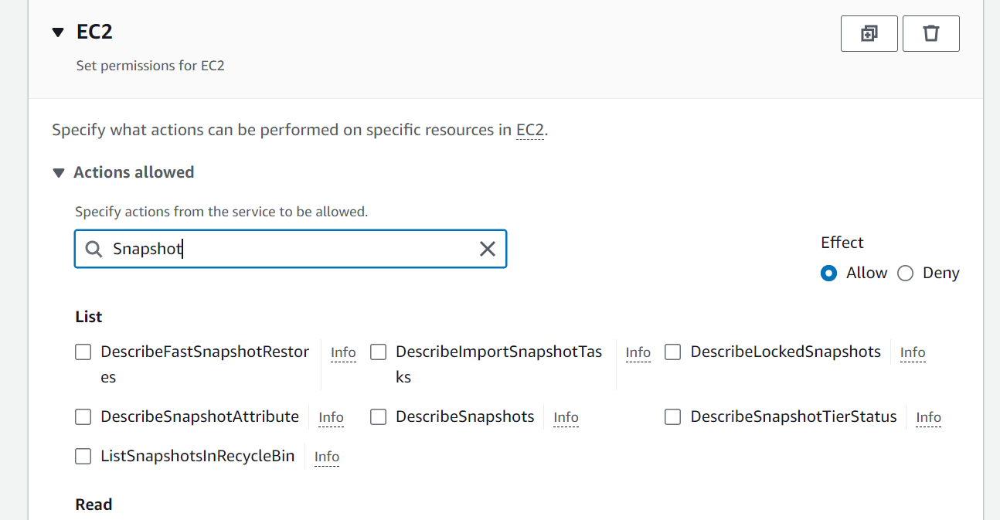 EC2
Set permissions for EC2
Specify what actions can be performed on specific resources in EC2.
Actions allowed
Specify actions from the service to be allowed.
Snapshot
Effect
Allow Deny
List
DescribeFastSnapshotRestor Info DescribeImportSnapshotTas Info DescribeLockedSnapshots Info
es ks
DescribeSnapshotAttribute Info DescribeSnapshots Info DescribeSnapshotTierStatus Info
ListSnapshotsInRecycleBin Info
Read